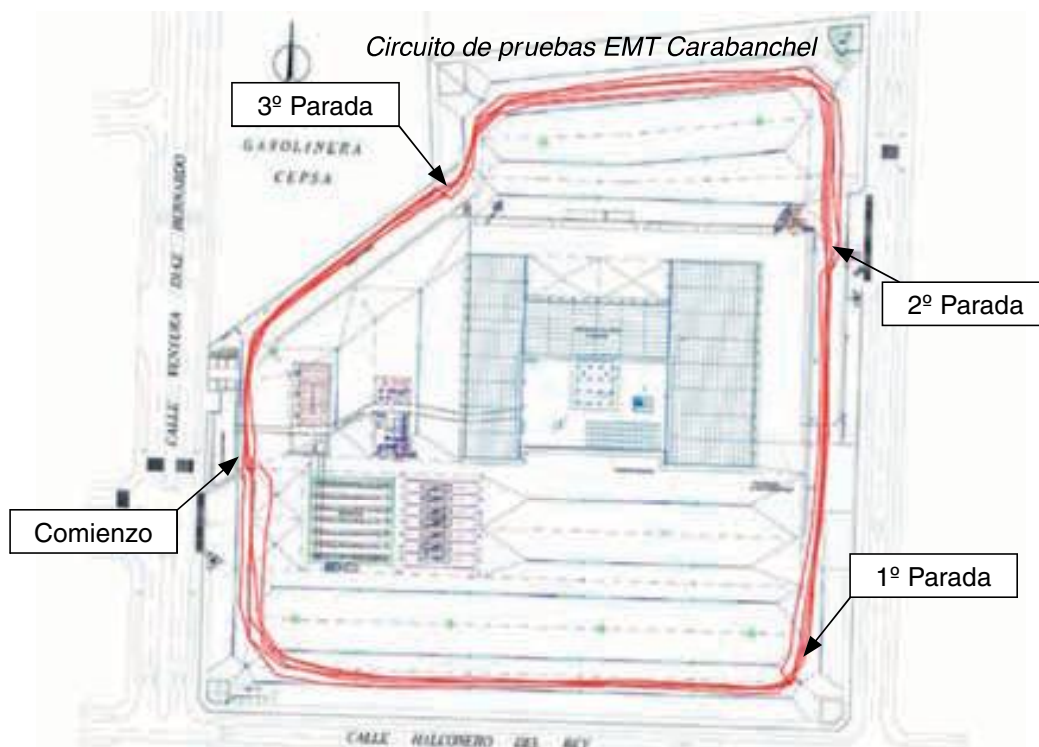 Circuito de pruebas EMT Carabanchel
3º Parada
GASOLINERA
CEPSA
CALLE VENTURA DIAZ BERNARDO
2º Parada
Comienzo
1º Parada
CALLE HALCONERO DEL REY